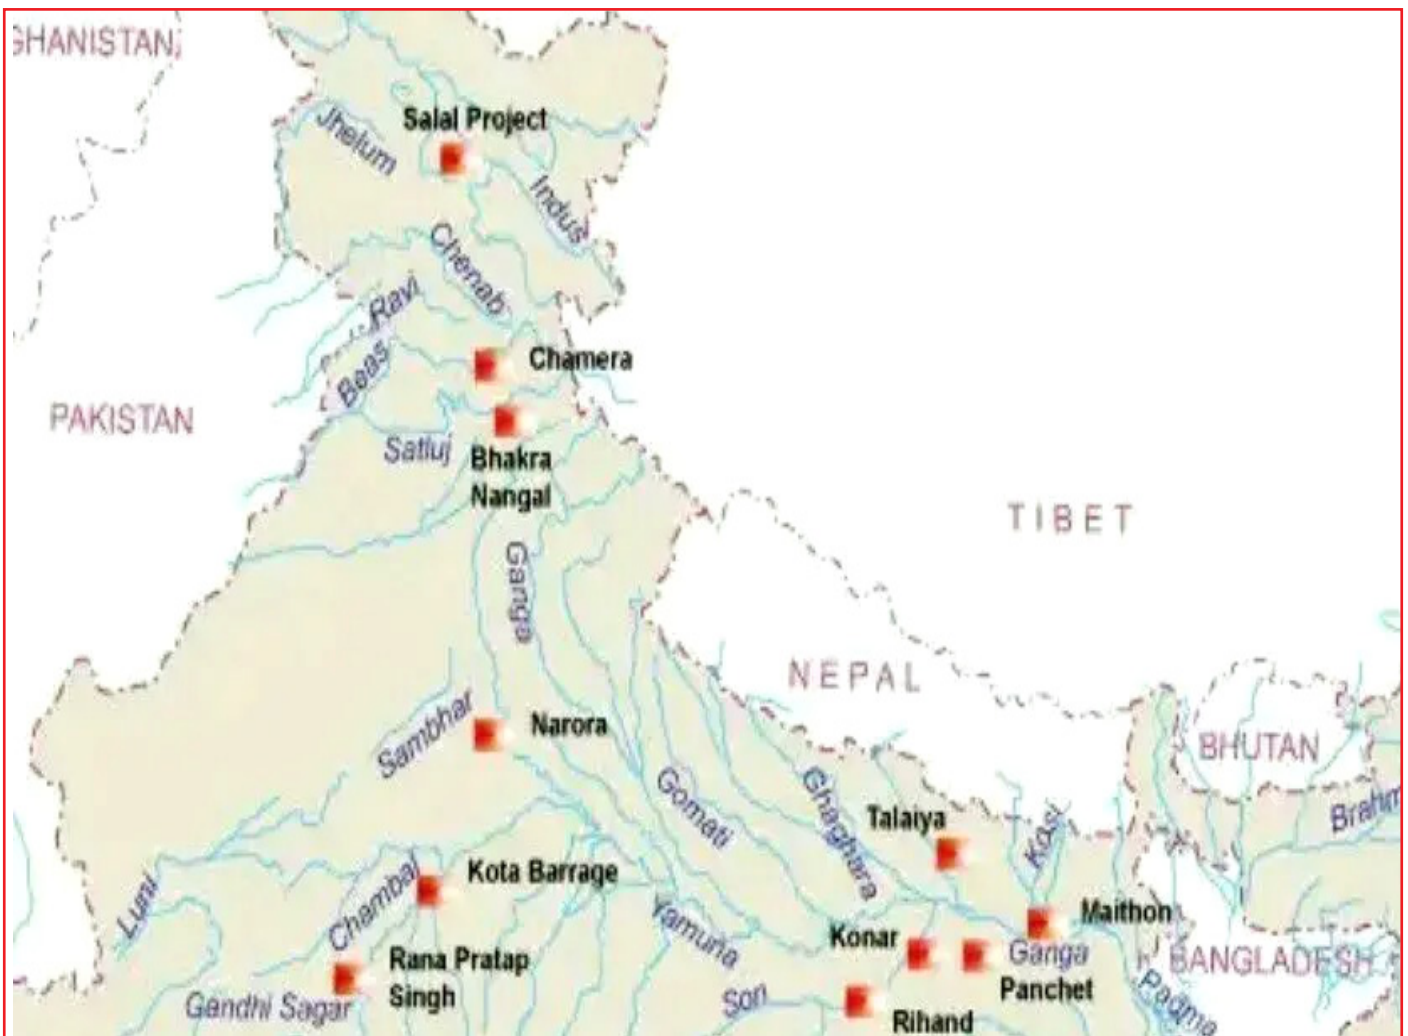 GHANISTAN
Salal Project
Jhelum
Indus
Chenab
Ravi
Chamera
Beas
PAKISTAN
Satluj
Bhakra
Nangal
TIBET
Ganga
NEPAL
Sambhar
Narora
BHUTAN
Gomati
Ghaghara
Talaiya
Kosi
Brahm
Luni
Chambal
Kota Barrage
Yamuna
Maithon
Konar
Ganga
BANGLADESH
Rana Pratap
Singh
Panchet
Gandhi Sagar
Son
Padma
Rihand